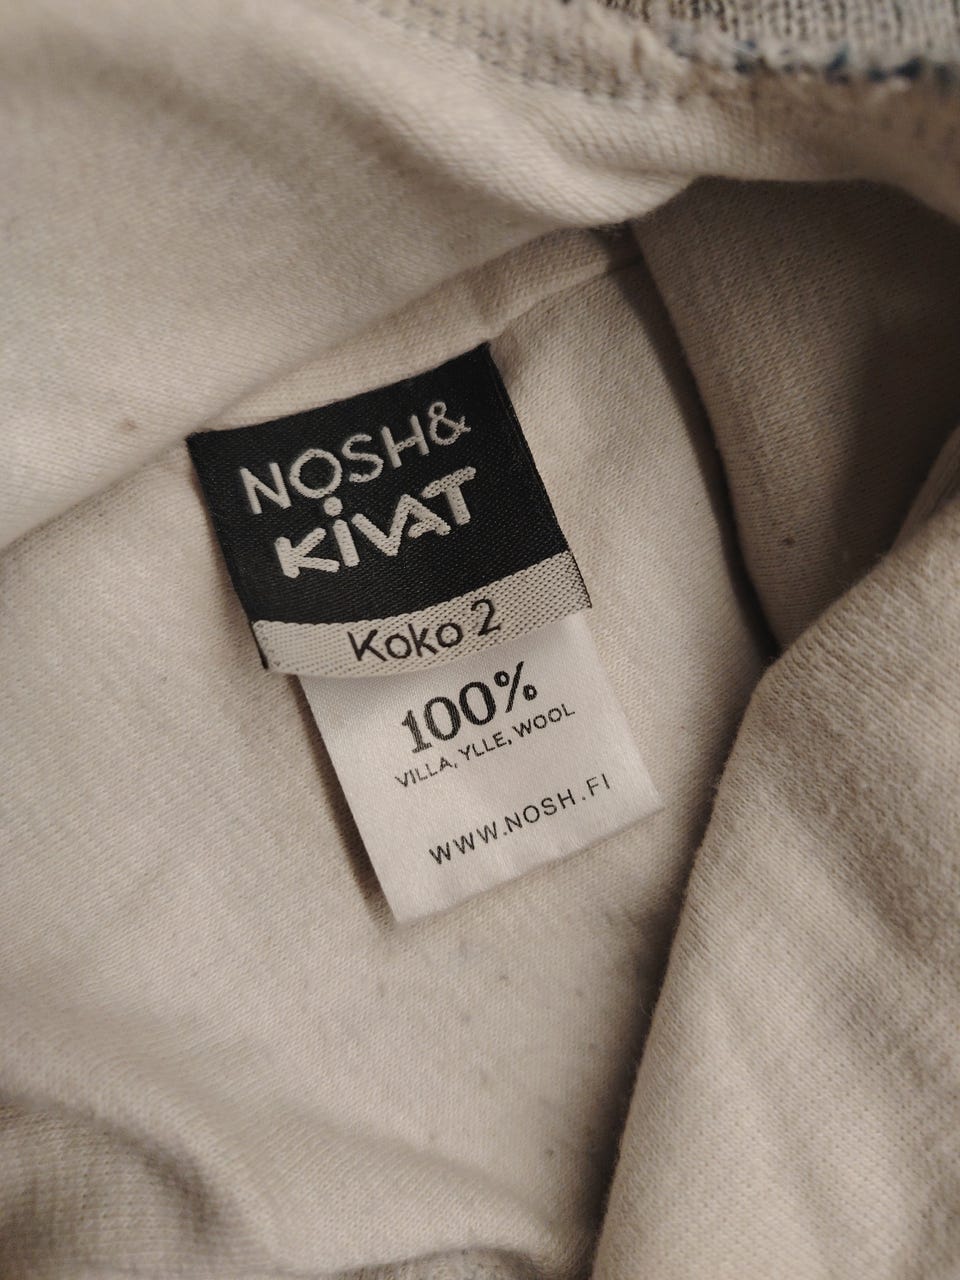 NOSH&
KiVAT
Koko 2
100%
VILLA, YLLE, WOOL
WWW.NOSH.FI